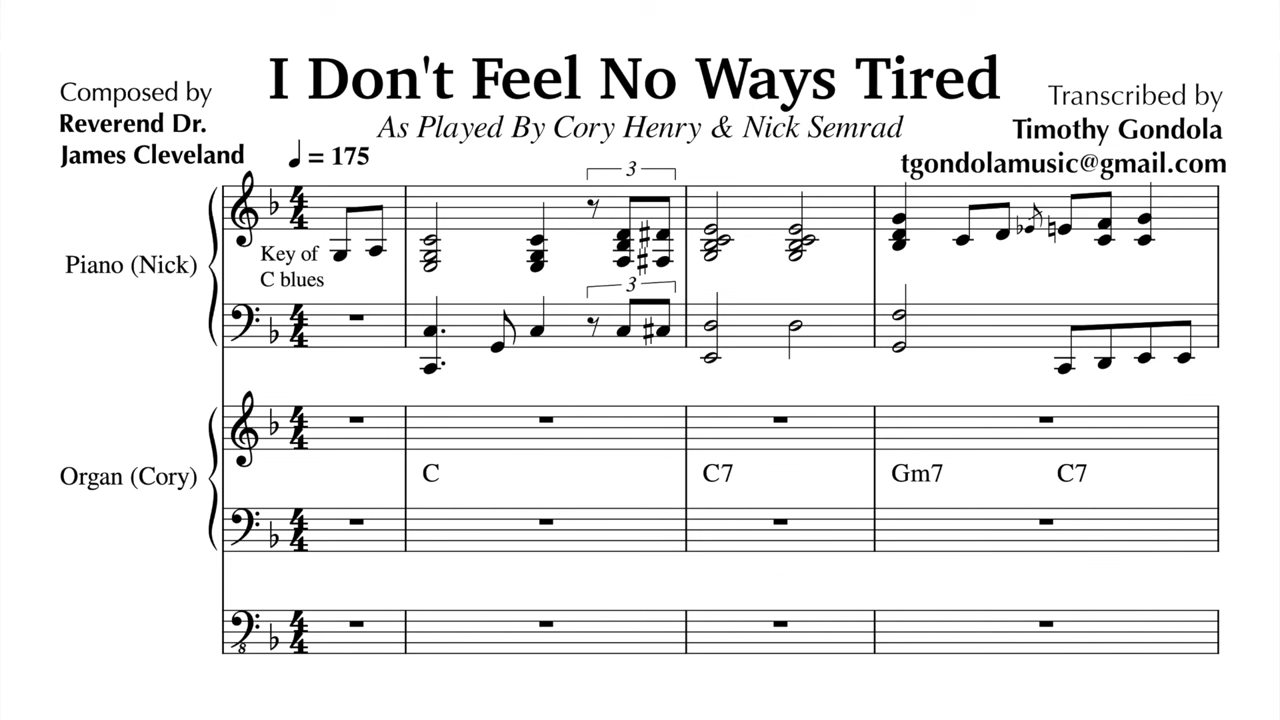 I Don't Feel No Ways Tired
As Played By Cory Henry & Nick Semrad
Composed by
Reverend Dr.
James Cleveland
Transcribed by
Timothy Gondola
tgondolamusic@gmail.com
♩ = 175
3
Key of
C blues
Piano (Nick)
3
Organ (Cory)
C C7 Gm7 C7
8